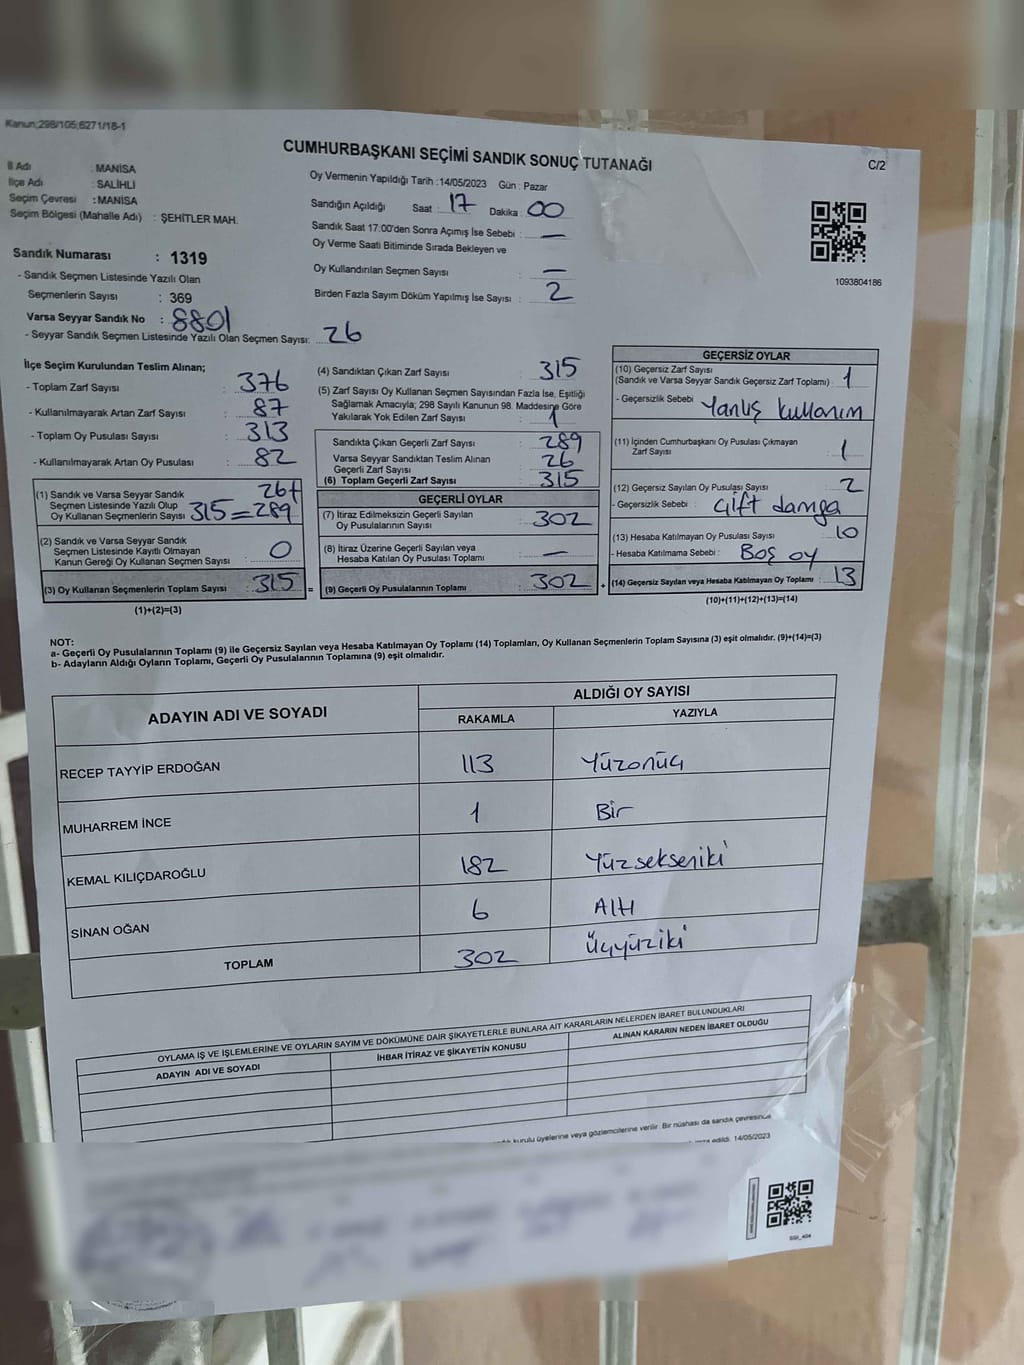 Kanun;298/105;6271/18-1
CUMHURBAŞKANI SEÇİMİ SANDIK SONUÇ TUTANAĞI
C/2
İl Adı : MANİSA
İlçe Adı : SALİHLİ
Seçim Çevresi : MANİSA
Seçim Bölgesi (Mahalle Adı) : ŞEHİTLER MAH.
Sandık Numarası : 1319
- Sandık Seçmen Listesinde Yazılı Olan
Seçmenlerin Sayısı : 369
Varsa Seyyar Sandık No : 8801
- Seyyar Sandık Seçmen Listesinde Yazılı Olan Seçmen Sayısı: 26
Oy Vermenin Yapıldığı Tarih :14/05/2023 Gün : Pazar
Sandığın Açıldığı Saat : 17 Dakika : 00
Sandık Saat 17:00'den Sonra Açımış İse Sebebi : —
Oy Verme Saati Bitiminde Sırada Bekleyen ve
Oy Kullandırılan Seçmen Sayısı : —
Birden Fazla Sayım Döküm Yapılmış İse Sayısı : 2
1093804186
İlçe Seçim Kurulundan Teslim Alınan;
- Toplam Zarf Sayısı : 376
- Kullanılmayarak Artan Zarf Sayısı : 87
- Toplam Oy Pusulası Sayısı : 313
- Kullanılmayarak Artan Oy Pusulası : 82
(1) Sandık ve Varsa Seyyar Sandık 26+
Seçmen Listesinde Yazılı Olup
Oy Kullanan Seçmenlerin Sayısı 315=289
(2) Sandık ve Varsa Seyyar Sandık
Seçmen Listesinde Kayıtlı Olmayan
Kanun Gereği Oy Kullanan Seçmen Sayısı : 0
(3) Oy Kullanan Seçmenlerin Toplam Sayısı : 315 =
(1)+(2)=(3)
(4) Sandıktan Çıkan Zarf Sayısı : 315
(5) Zarf Sayısı Oy Kullanan Seçmen Sayısından Fazla İse, Eşitliği
Sağlamak Amacıyla; 298 Sayılı Kanunun 98. Maddesine Göre
Yakılarak Yok Edilen Zarf Sayısı : 1
Sandıkta Çıkan Geçerli Zarf Sayısı : 289
Varsa Seyyar Sandıktan Teslim Alınan
Geçerli Zarf Sayısı : 26
(6) Toplam Geçerli Zarf Sayısı : 315
GEÇERLİ OYLAR
(7) İtiraz Edilmeksizin Geçerli Sayılan
Oy Pusulalarının Sayısı : 302
(8) İtiraz Üzerine Geçerli Sayılan veya
Hesaba Katılan Oy Pusulası Toplamı : —
(9) Geçerli Oy Pusulalarının Toplamı : 302 +
GEÇERSİZ OYLAR
(10) Geçersiz Zarf Sayısı
(Sandık ve Varsa Seyyar Sandık Geçersiz Zarf Toplamı) : 1
- Geçersizlik Sebebi : Yanlış kullanım
(11) İçinden Cumhurbaşkanı Oy Pusulası Çıkmayan
Zarf Sayısı : 1
(12) Geçersiz Sayılan Oy Pusulası Sayısı : 2
- Geçersizlik Sebebi : Çift damga
(13) Hesaba Katılmayan Oy Pusulası Sayısı : 10
- Hesaba Katılmama Sebebi : Boş oy
(14) Geçersiz Sayılan veya Hesaba Katılmayan Oy Toplamı : 13
(10)+(11)+(12)+(13)=(14)
NOT:
a- Geçerli Oy Pusulalarının Toplamı (9) ile Geçersiz Sayılan veya Hesaba Katılmayan Oy Toplamı (14) Toplamları, Oy Kullanan Seçmenlerin Toplam Sayısına (3) eşit olmalıdır. (9)+(14)=(3)
b- Adayların Aldığı Oyların Toplamı, Geçerli Oy Pusulalarının Toplamına (9) eşit olmalıdır.
ADAYIN ADI VE SOYADI ALDIĞI OY SAYISI
RAKAMLA YAZIYLA
RECEP TAYYİP ERDOĞAN 113 Yüzonüç
MUHARREM İNCE 1 Bir
KEMAL KILIÇDAROĞLU 182 Yüzsekseniki
SİNAN OĞAN 6 Altı
TOPLAM 302 Üçyüziki
OYLAMA İŞ VE İŞLEMLERİNE VE OYLARIN SAYIM VE DÖKÜMÜNE DAİR ŞİKAYETLERLE BUNLARA AİT KARARLARIN NELERDEN İBARET BULUNDUKLARI
ADAYIN ADI VE SOYADI İHBAR İTİRAZ VE ŞİKAYETİN KONUSU ALINAN KARARIN NEDEN İBARET OLDUĞU
kurulu üyelerine veya gözlemcilerine verilir. Bir nüshası da sandık çevresinde
edildi. 14/05/2023